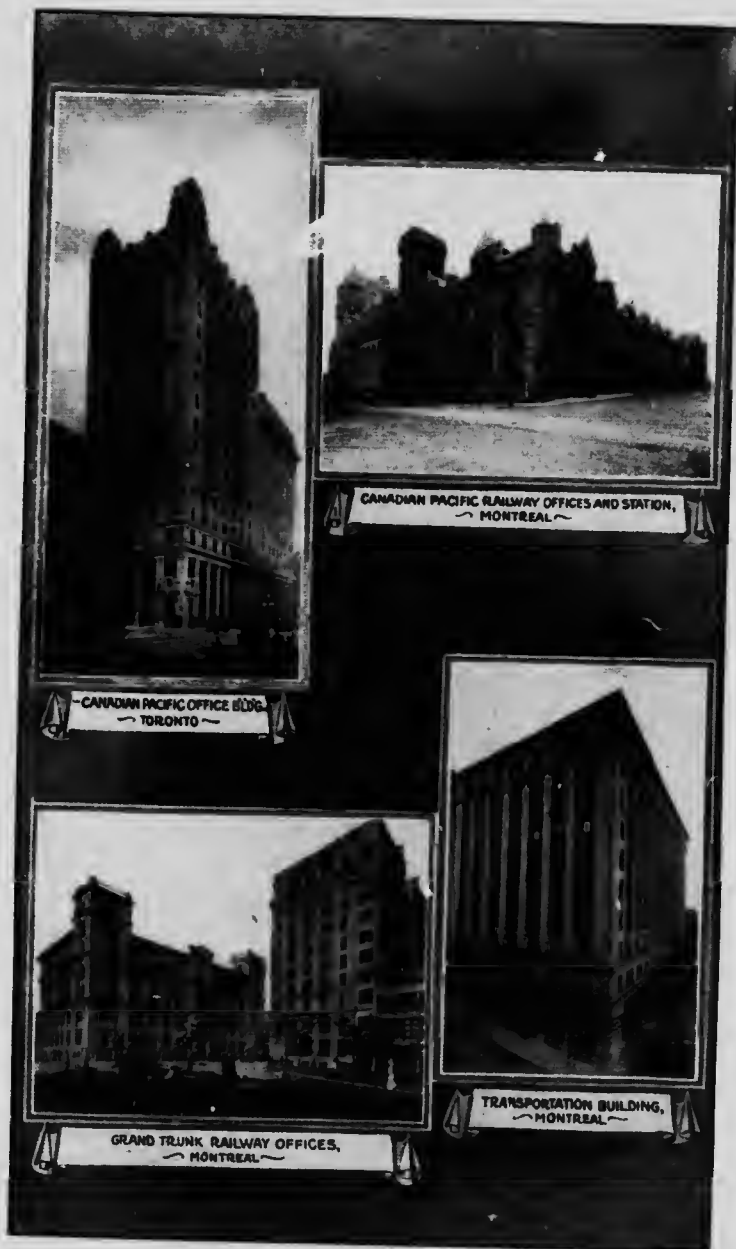 CANADIAN PACIFIC RAILWAY OFFICES AND STATION,
MONTREAL
CANADIAN PACIFIC OFFICE BLDG.
TORONTO
TRANSPORTATION BUILDING,
MONTREAL
GRAND TRUNK RAILWAY OFFICES,
MONTREAL